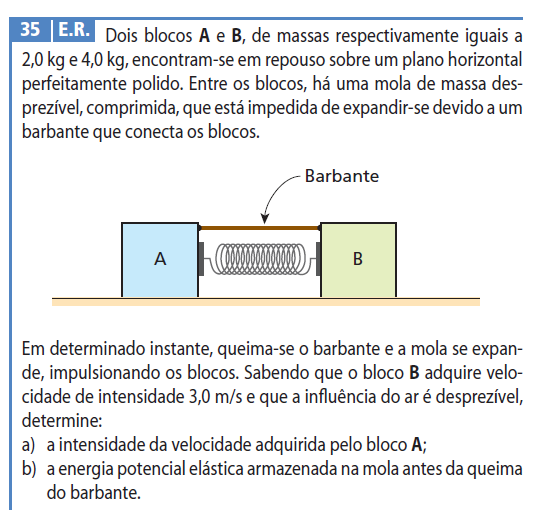 35 E.R. Dois blocos A e B, de massas respectivamente iguais a
2,0 kg e 4,0 kg, encontram-se em repouso sobre um plano horizontal
perfeitamente polido. Entre os blocos, há uma mola de massa des-
prezível, comprimida, que está impedida de expandir-se devido a um
barbante que conecta os blocos.
Barbante
A B
Em determinado instante, queima-se o barbante e a mola se expan-
de, impulsionando os blocos. Sabendo que o bloco B adquire velo-
cidade de intensidade 3,0 m/s e que a influência do ar é desprezível,
determine:
a) a intensidade da velocidade adquirida pelo bloco A;
b) a energia potencial elástica armazenada na mola antes da queima
do barbante.